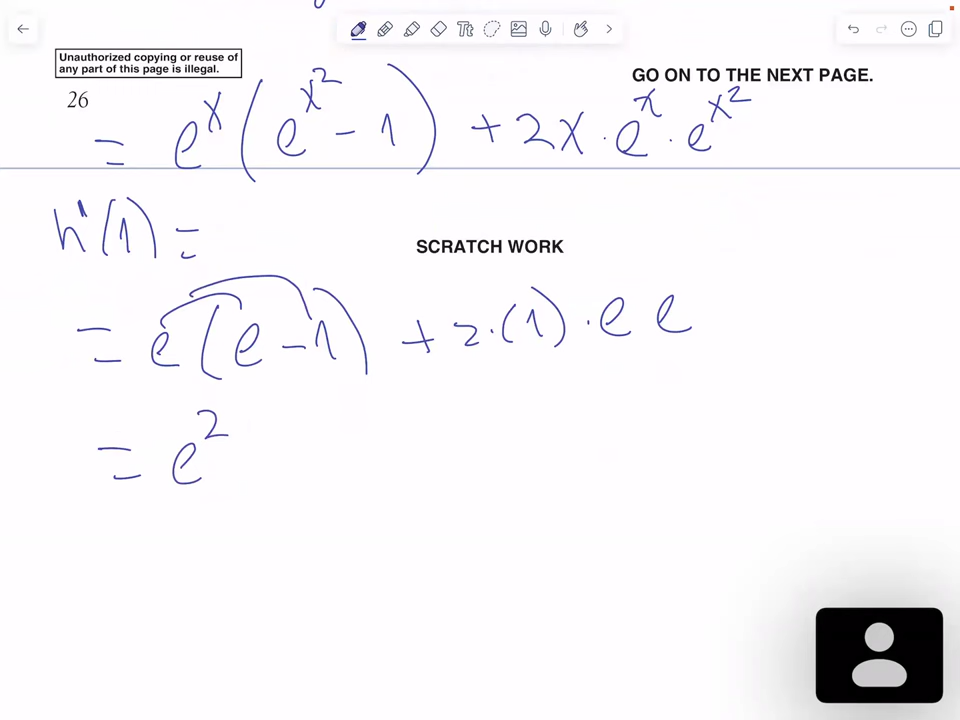 Unauthorized copying or reuse of
any part of this page is illegal.
GO ON TO THE NEXT PAGE.
26
= e^x (e^{x^2} - 1) + 2x · e^x · e^{x^2}
h'(1) =
SCRATCH WORK
= e(e - 1) + 2 · (1) · e e
= e^2